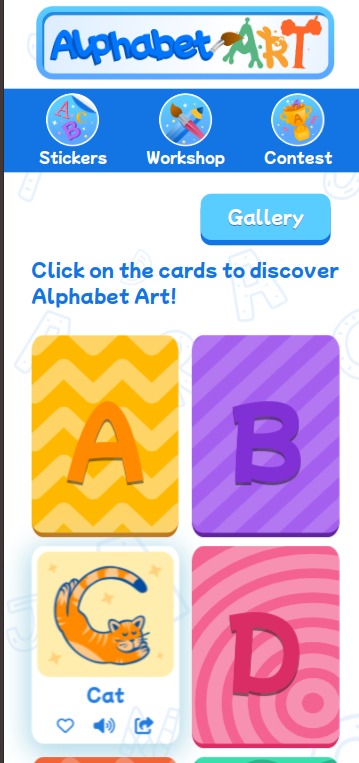 Alphabet ART
Stickers
Workshop
Contest
Gallery
Click on the cards to discover
Alphabet Art!
A
B
Cat
D